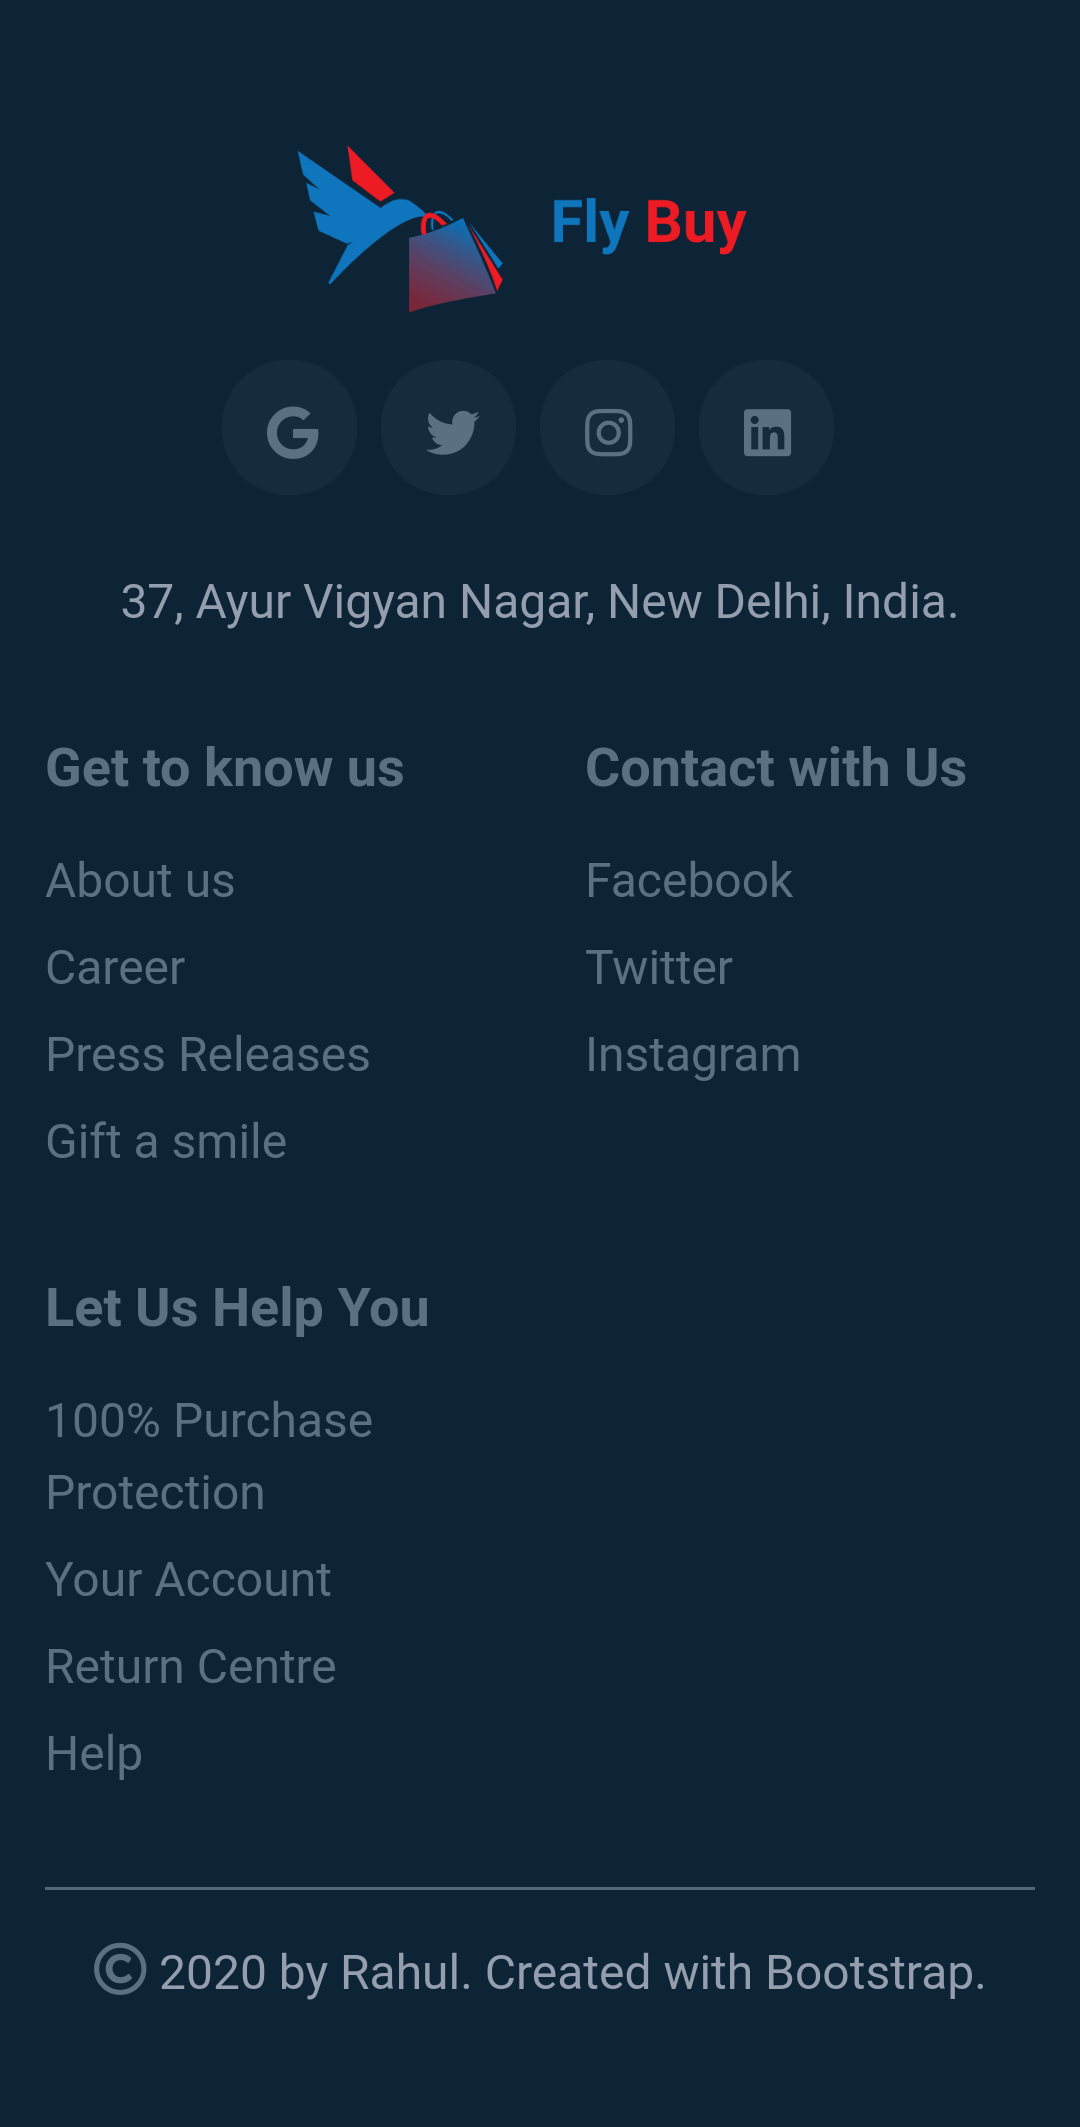 Fly Buy
37, Ayur Vigyan Nagar, New Delhi, India.
Get to know us
About us
Career
Press Releases
Gift a smile
Contact with Us
Facebook
Twitter
Instagram
Let Us Help You
100% Purchase
Protection
Your Account
Return Centre
Help
© 2020 by Rahul. Created with Bootstrap.